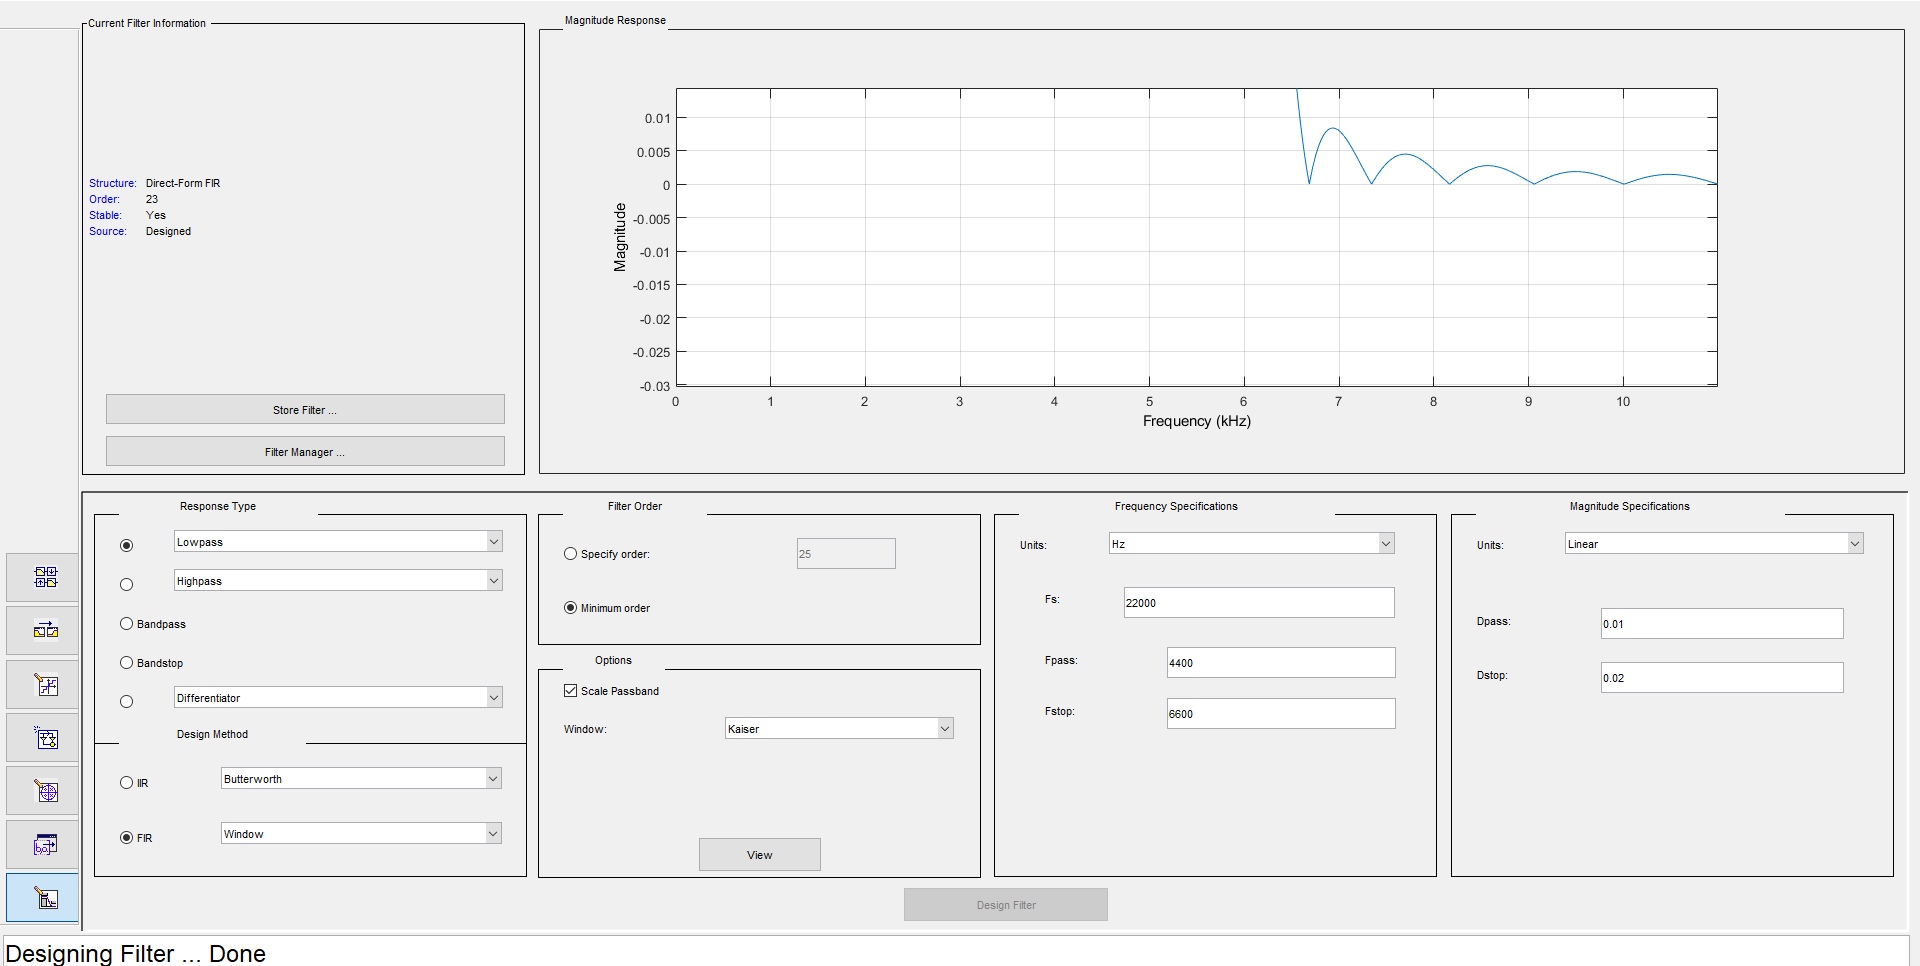 Current Filter Information
Structure: Direct-Form FIR
Order: 23
Stable: Yes
Source: Designed
Store Filter ...
Filter Manager ...
Magnitude Response
0.01
0.005
0
-0.005
-0.01
-0.015
-0.02
-0.025
-0.03
Magnitude
0 1 2 3 4 5 6 7 8 9 10
Frequency (kHz)
Response Type
Lowpass
Highpass
Bandpass
Bandstop
Differentiator
Design Method
IIR Butterworth
FIR Window
Filter Order
Specify order: 25
Minimum order
Options
Scale Passband
Window: Kaiser
View
Frequency Specifications
Units: Hz
Fs: 22000
Fpass: 4400
Fstop: 6600
Magnitude Specifications
Units: Linear
Dpass: 0.01
Dstop: 0.02
Design Filter
Designing Filter ... Done